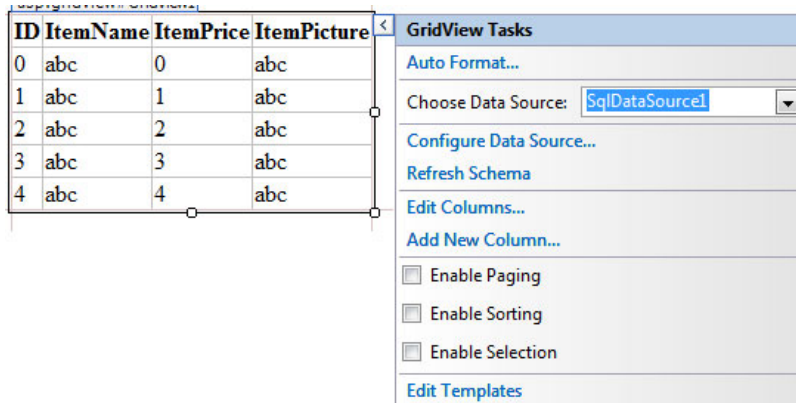 ID ItemName ItemPrice ItemPicture
0 abc 0 abc
1 abc 1 abc
2 abc 2 abc
3 abc 3 abc
4 abc 4 abc
GridView Tasks
Auto Format...
Choose Data Source: SqlDataSource1
Configure Data Source...
Refresh Schema
Edit Columns...
Add New Column...
Enable Paging
Enable Sorting
Enable Selection
Edit Templates